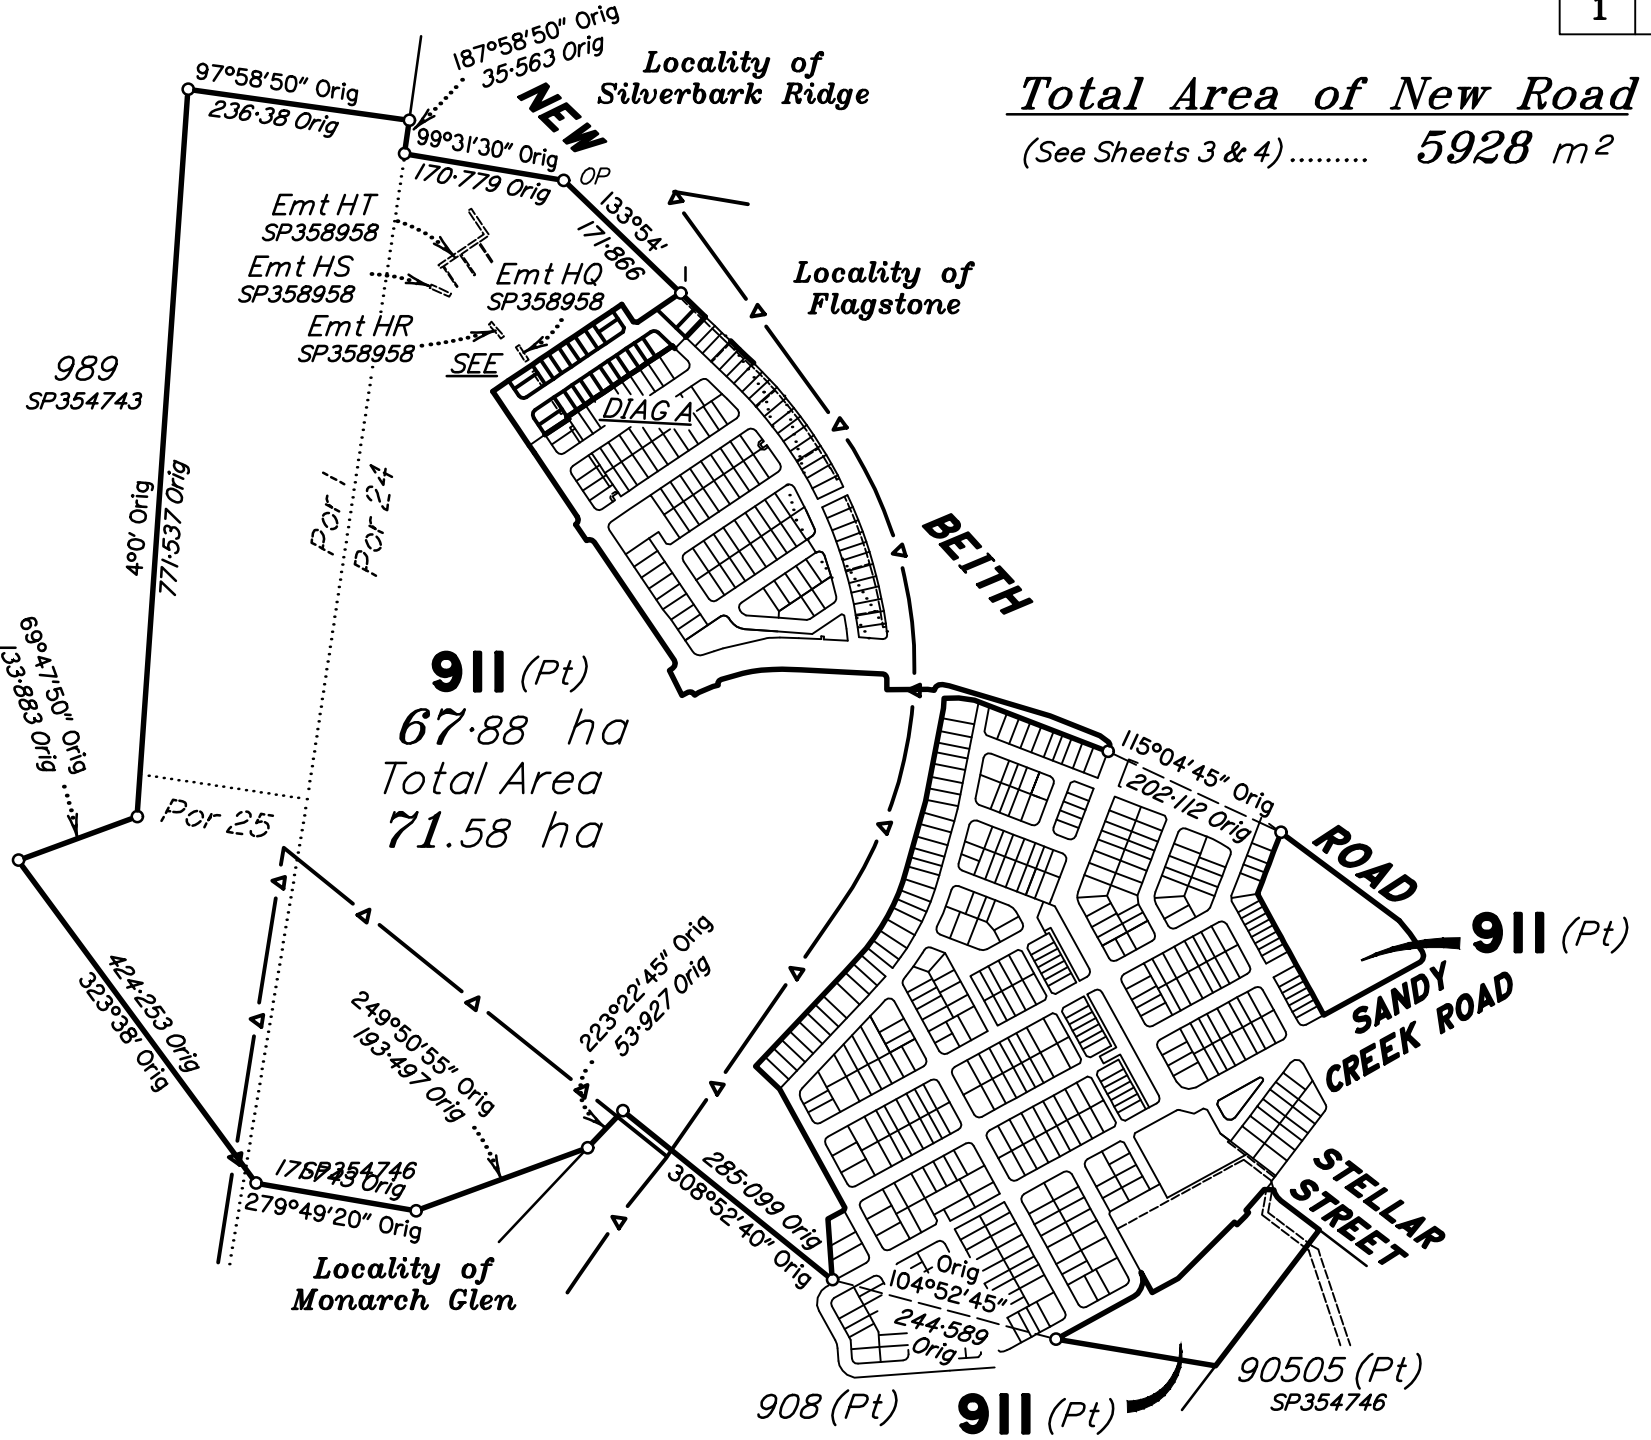 1
Total Area of New Road
(See Sheets 3 & 4) ......... 5928 m²
187°58'50" Orig
35·563 Orig
Locality of
Silverbark Ridge
97°58'50" Orig
236·38 Orig
NEW
99°31'30" Orig
170·779 Orig
OP
133°54'
171·866
Emt HT
SP358958
Emt HS
SP358958
Emt HQ
SP358958
Emt HR
SP358958
Locality of
Flagstone
SEE
DIAG A
989
SP354743
4°0' Orig
771·537 Orig
Por 1
Por 24
BEITH
69°47'50" Orig
133·883 Orig
911 (Pt)
67·88 ha
Total Area
71.58 ha
Por 25
115°04'45" Orig
202·112 Orig
ROAD
911 (Pt)
SANDY
CREEK ROAD
424·253 Orig
323°38' Orig
249°50'55" Orig
193·497 Orig
223°22'45" Orig
53·927 Orig
SP354746
279°49'20" Orig
285·099 Orig
308°52'40" Orig
STELLAR
STREET
Locality of
Monarch Glen
Orig
104°52'45"
244·589
Orig
90505 (Pt)
SP354746
908 (Pt)
911 (Pt)